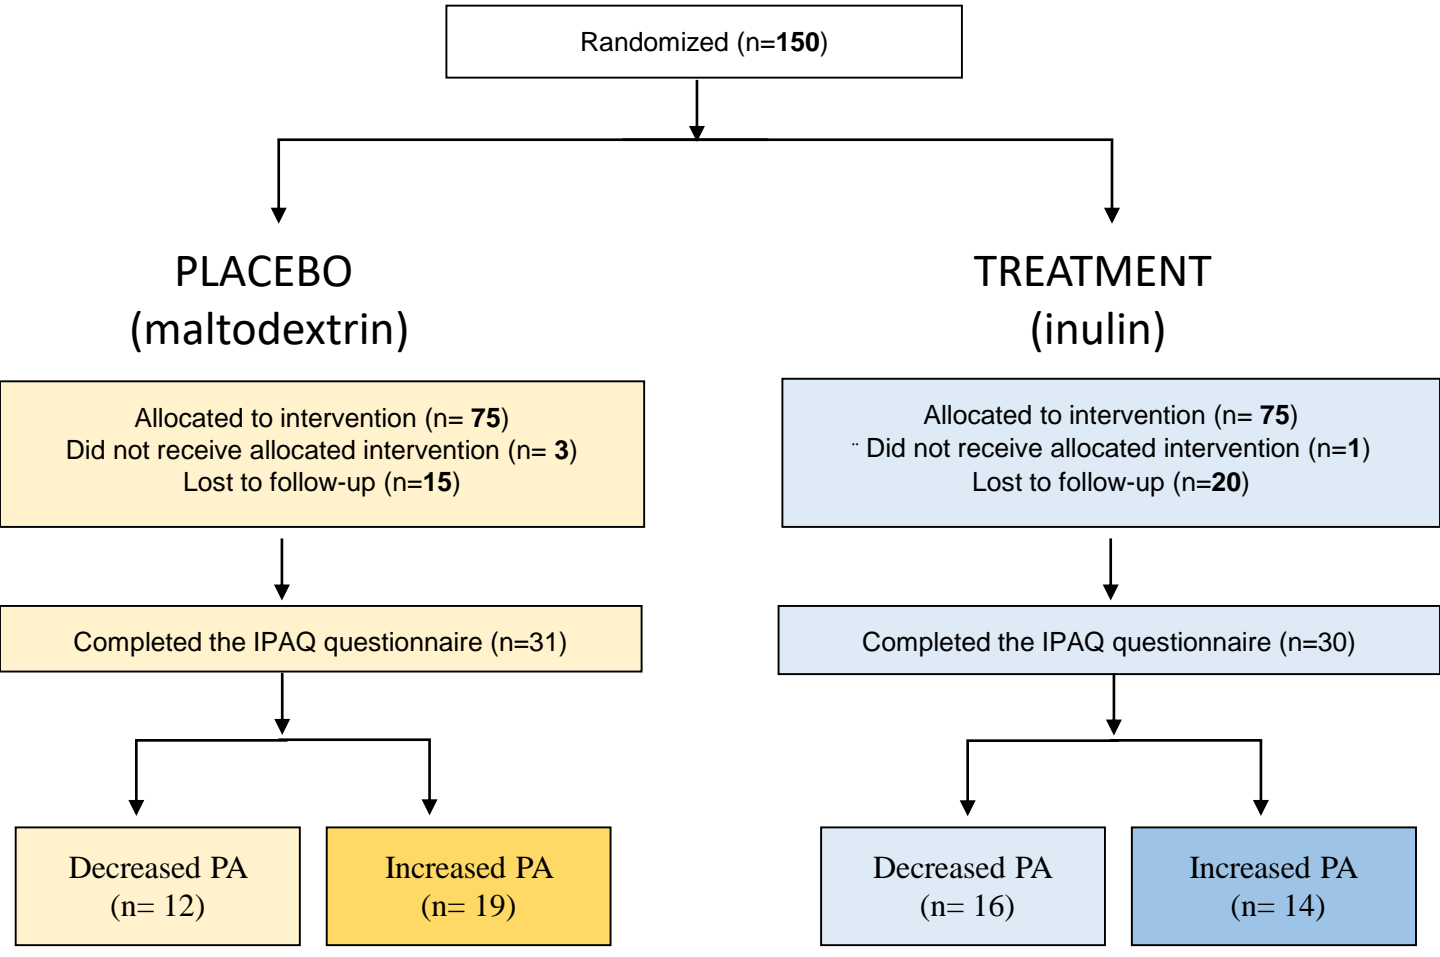 Randomized (n=150)
PLACEBO
(maltodextrin)
TREATMENT
(inulin)
Allocated to intervention (n= 75)
Did not receive allocated intervention (n= 3)
Lost to follow-up (n=15)
Allocated to intervention (n= 75)
¨ Did not receive allocated intervention (n=1)
Lost to follow-up (n=20)
Completed the IPAQ questionnaire (n=31)
Completed the IPAQ questionnaire (n=30)
Decreased PA
(n= 12)
Increased PA
(n= 19)
Decreased PA
(n= 16)
Increased PA
(n= 14)